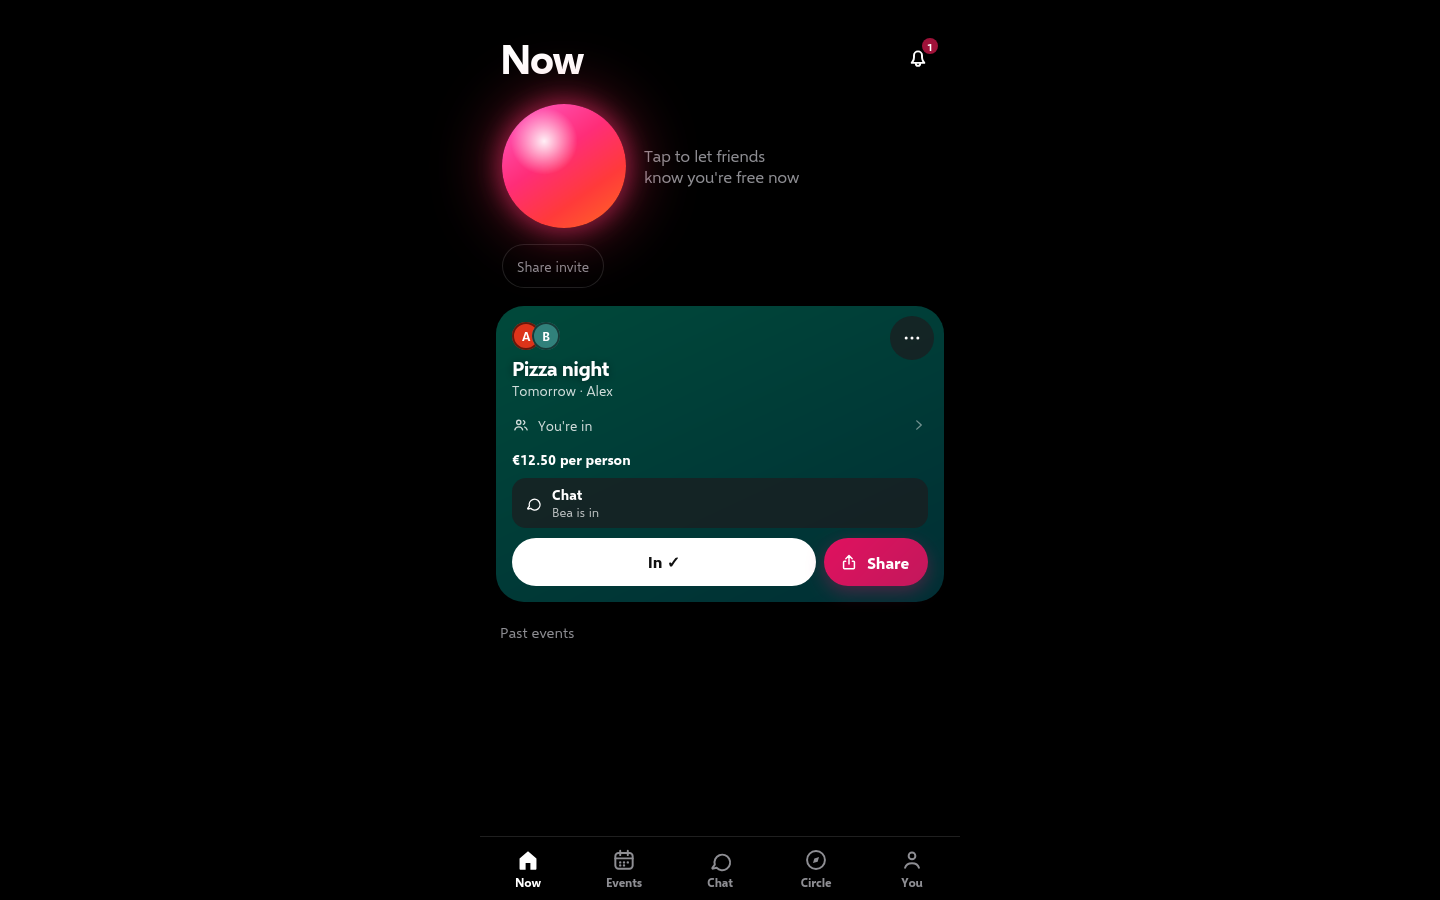 Now
1
Tap to let friends
know you're free now
Share invite
A B
Pizza night
Tomorrow · Alex
You're in
€12.50 per person
Chat
Bea is in
In ✓
Share
Past events
Now Events Chat Circle You